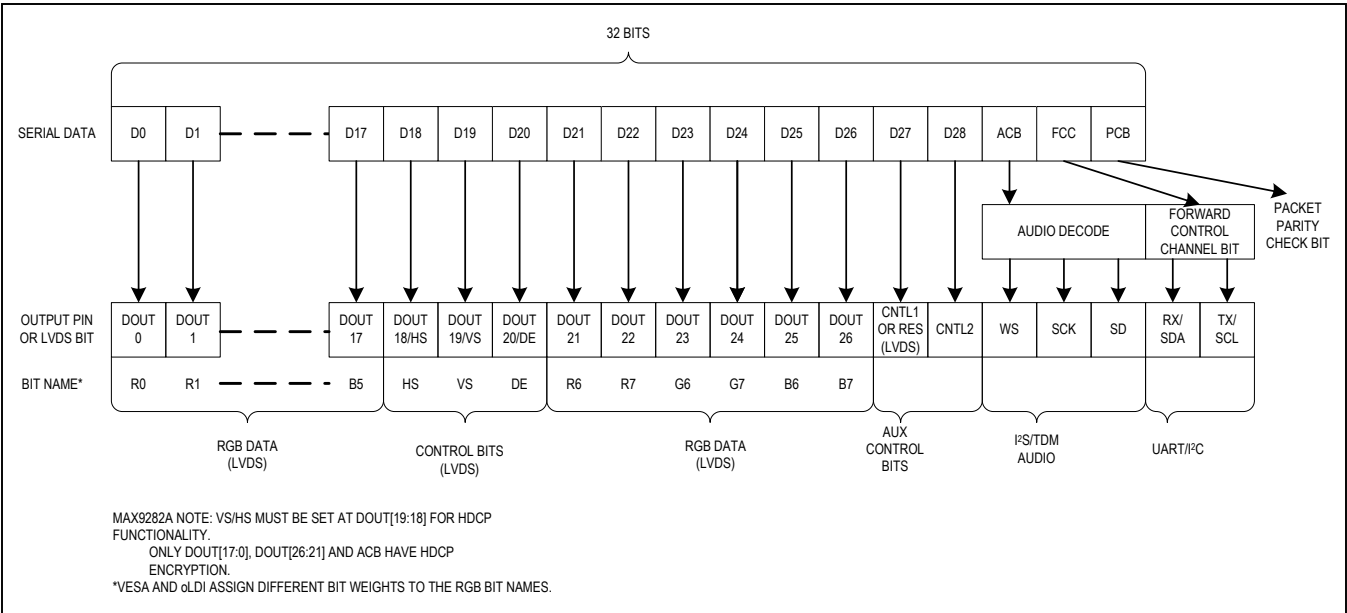 32 BITS
SERIAL DATA D0 D1 D17 D18 D19 D20 D21 D22 D23 D24 D25 D26 D27 D28 ACB FCC PCB
AUDIO DECODE
FORWARD
CONTROL
CHANNEL BIT
PACKET
PARITY
CHECK BIT
OUTPUT PIN
OR LVDS BIT
DOUT
0
DOUT
1
DOUT
17
DOUT
18/HS
DOUT
19/VS
DOUT
20/DE
DOUT
21
DOUT
22
DOUT
23
DOUT
24
DOUT
25
DOUT
26
CNTL1
OR RES
(LVDS)
CNTL2
WS
SCK
SD
RX/
SDA
TX/
SCL
BIT NAME* R0 R1 B5 HS VS DE R6 R7 G6 G7 B6 B7
RGB DATA
(LVDS)
CONTROL BITS
(LVDS)
RGB DATA
(LVDS)
AUX
CONTROL
BITS
I²S/TDM
AUDIO
UART/I²C
MAX9282A NOTE: VS/HS MUST BE SET AT DOUT[19:18] FOR HDCP
FUNCTIONALITY.
ONLY DOUT[17:0], DOUT[26:21] AND ACB HAVE HDCP
ENCRYPTION.
*VESA AND oLDI ASSIGN DIFFERENT BIT WEIGHTS TO THE RGB BIT NAMES.